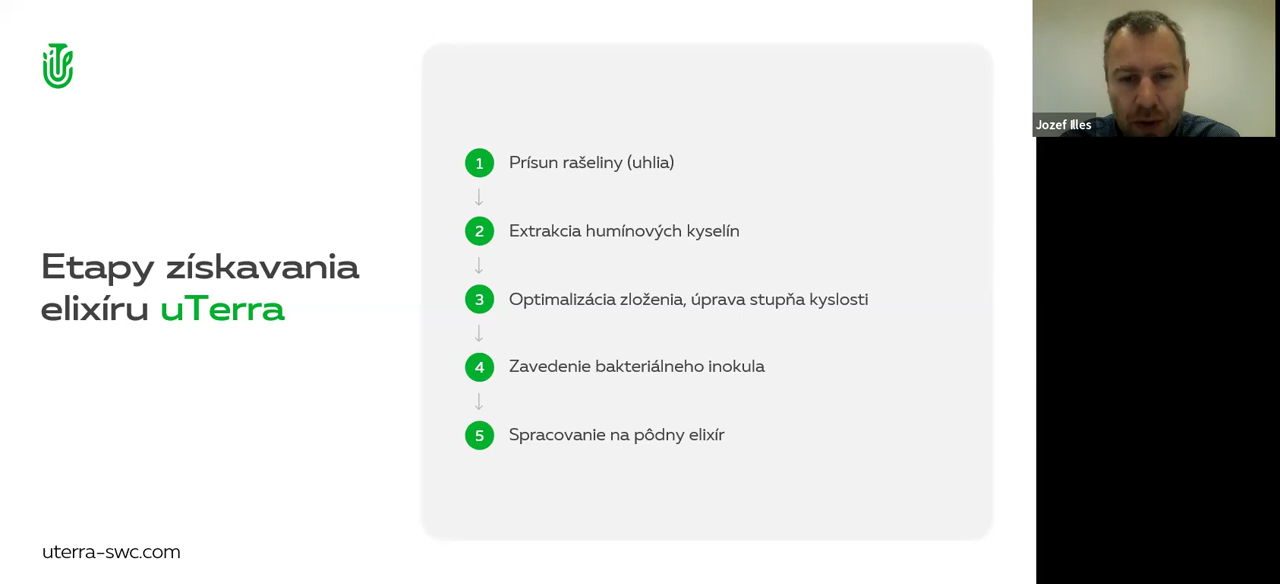 Etapy získavania
elixíru uTerra
1 Prísun rašeliny (uhlia)
2 Extrakcia humínových kyselín
3 Optimalizácia zloženia, úprava stupňa kyslosti
4 Zavedenie bakteriálneho inokula
5 Spracovanie na pôdny elixír
uterra-swc.com
Jozef Illes